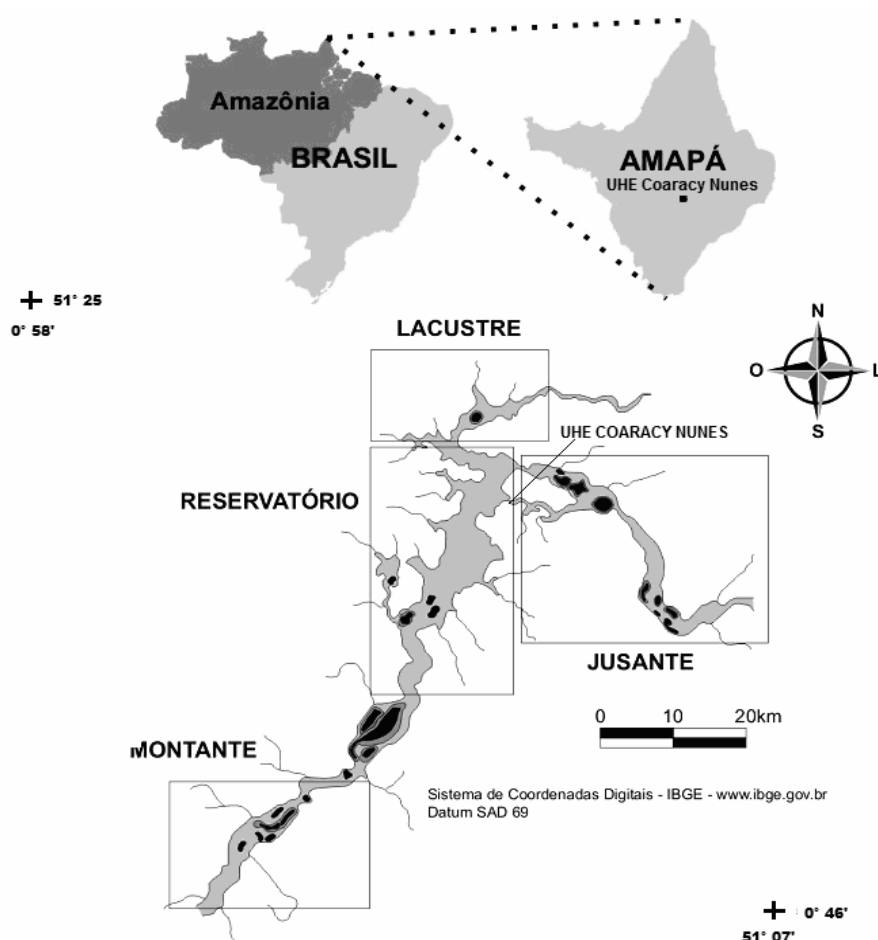 Amazônia
BRASIL
AMAPÁ
UHE Coaracy Nunes
51° 25
0° 58'
LACUSTRE
N
O
L
S
UHE COARACY NUNES
RESERVATÓRIO
JUSANTE
0 10 20km
MONTANTE
Sistema de Coordenadas Digitais - IBGE - www.ibge.gov.br
Datum SAD 69
0° 46'
51° 07'